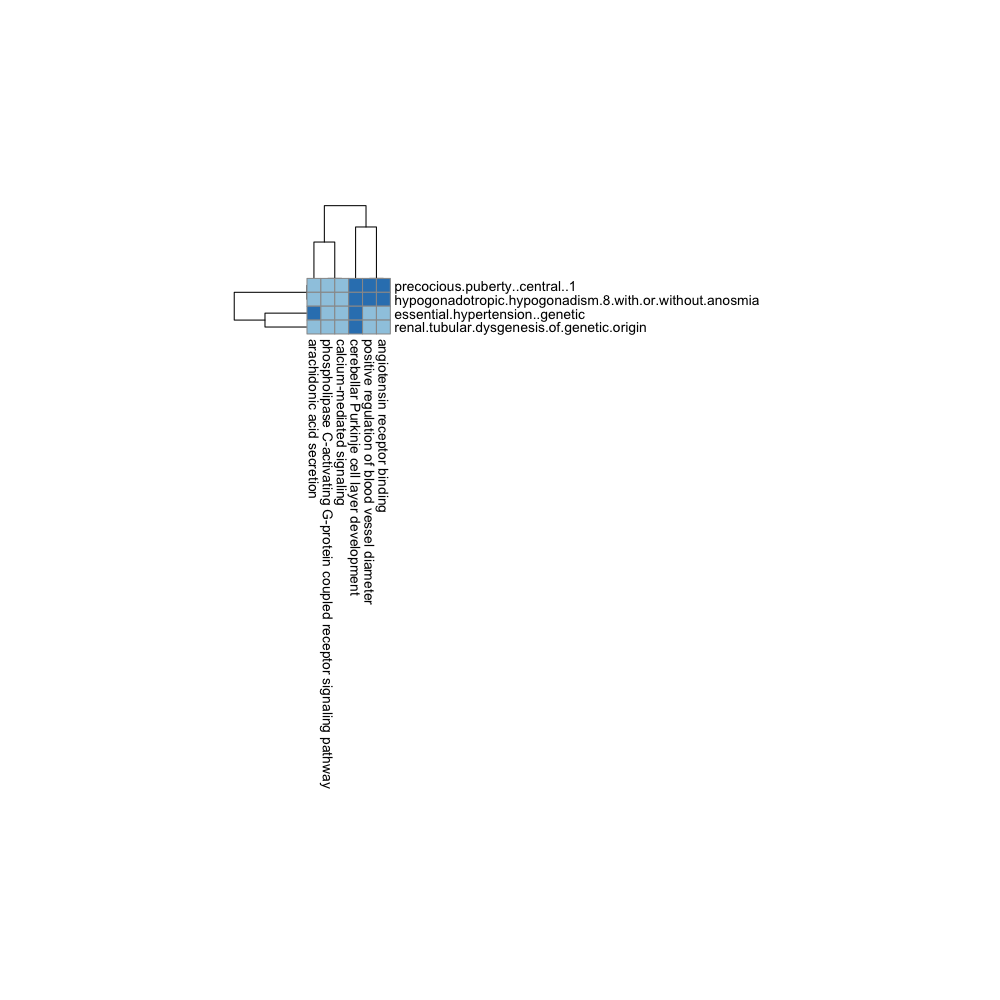 precocious.puberty..central..1
hypogonadotropic.hypogonadism.8.with.or.without.anosmia
essential.hypertension..genetic
renal.tubular.dysgenesis.of.genetic.origin
arachidonic acid secretion
phospholipase C-activating G-protein coupled receptor signaling pathway
calcium-mediated signaling
cerebellar Purkinje cell layer development
positive regulation of blood vessel diameter
angiotensin receptor binding